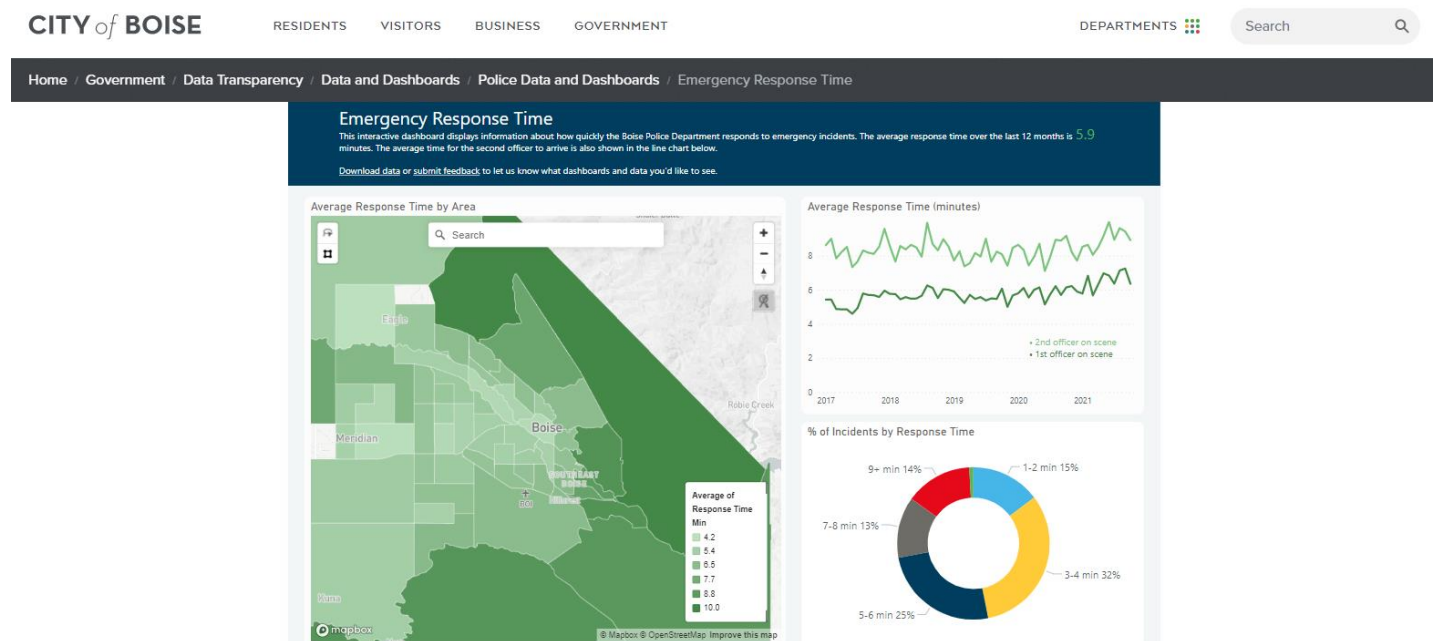 CITY of BOISE
RESIDENTS
VISITORS
BUSINESS
GOVERNMENT
DEPARTMENTS
Search
Home / Government / Data Transparency / Data and Dashboards / Police Data and Dashboards / Emergency Response Time
Emergency Response Time
This interactive dashboard displays information about how quickly the Boise Police Department responds to emergency incidents. The average response time over the last 12 months is 5.9
minutes. The average time for the second officer to arrive is also shown in the line chart below.
Download data or submit feedback to let us know what dashboards and data you'd like to see.
Average Response Time by Area
Search
Eagle
Meridian
Boise
Robie Creek
SOUTHEAST
BOISE
BOI
Hillcrest
Kuna
Average of
Response Time
Min
4.2
5.4
6.5
7.7
8.8
10.0
mapbox
© Mapbox © OpenStreetMap Improve this map
Average Response Time (minutes)
8
6
4
2
0
2nd officer on scene
1st officer on scene
2017
2018
2019
2020
2021
% of Incidents by Response Time
9+ min 14%
1-2 min 15%
7-8 min 13%
3-4 min 32%
5-6 min 25%